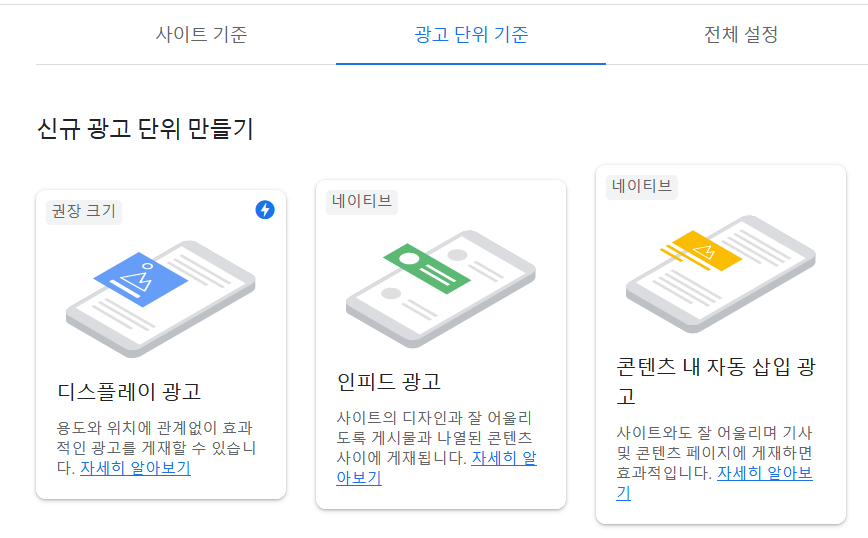 사이트 기준
광고 단위 기준
전체 설정
신규 광고 단위 만들기
권장 크기
디스플레이 광고
용도와 위치에 관계없이 효과
적인 광고를 게재할 수 있습니
다. 자세히 알아보기
네이티브
인피드 광고
사이트의 디자인과 잘 어울리
도록 게시물과 나열된 콘텐츠
사이에 게재됩니다. 자세히 알
아보기
네이티브
콘텐츠 내 자동 삽입 광
고
사이트와도 잘 어울리며 기사
및 콘텐츠 페이지에 게재하면
효과적입니다. 자세히 알아보
기